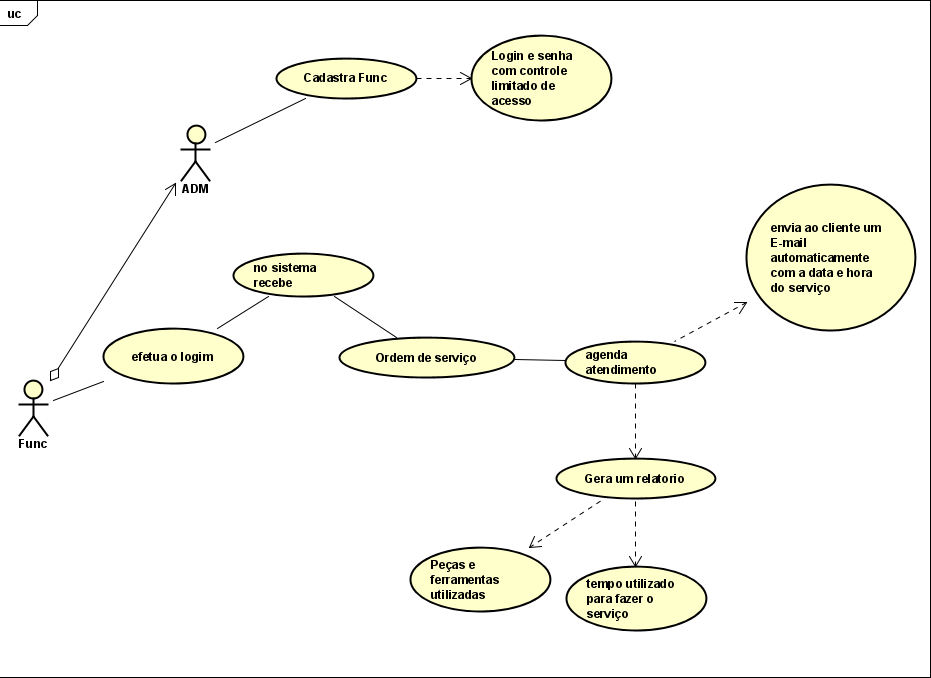 uc
Cadastra Func
Login e senha
com controle
limitado de
acesso
ADM
envia ao cliente um
E-mail
automaticamente
com a data e hora
do serviço
no sistema
recebe
efetua o logim
Ordem de serviço
agenda
atendimento
Func
Gera um relatorio
Peças e
ferramentas
utilizadas
tempo utilizado
para fazer o
serviço